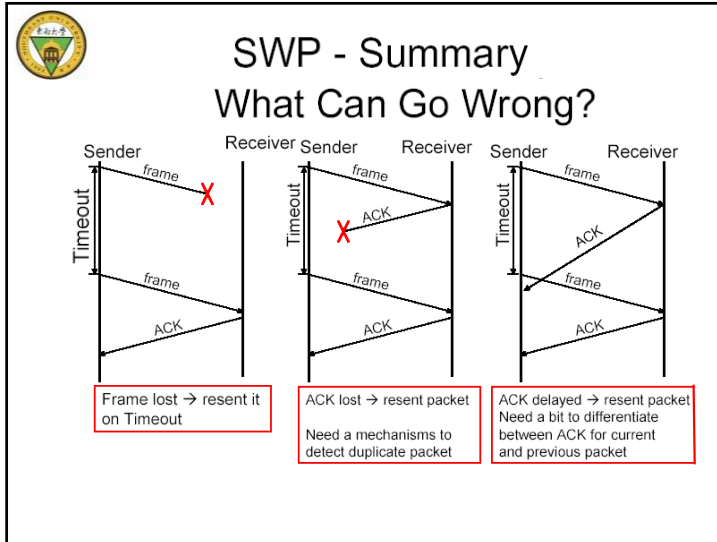 SWP - Summary
What Can Go Wrong?
Sender
Receiver
frame
Timeout
frame
ACK
Frame lost → resent it
on Timeout
Sender
Receiver
frame
ACK
Timeout
frame
ACK
ACK lost → resent packet
Need a mechanisms to
detect duplicate packet
Sender
Receiver
frame
ACK
Timeout
frame
ACK
ACK delayed → resent packet
Need a bit to differentiate
between ACK for current
and previous packet